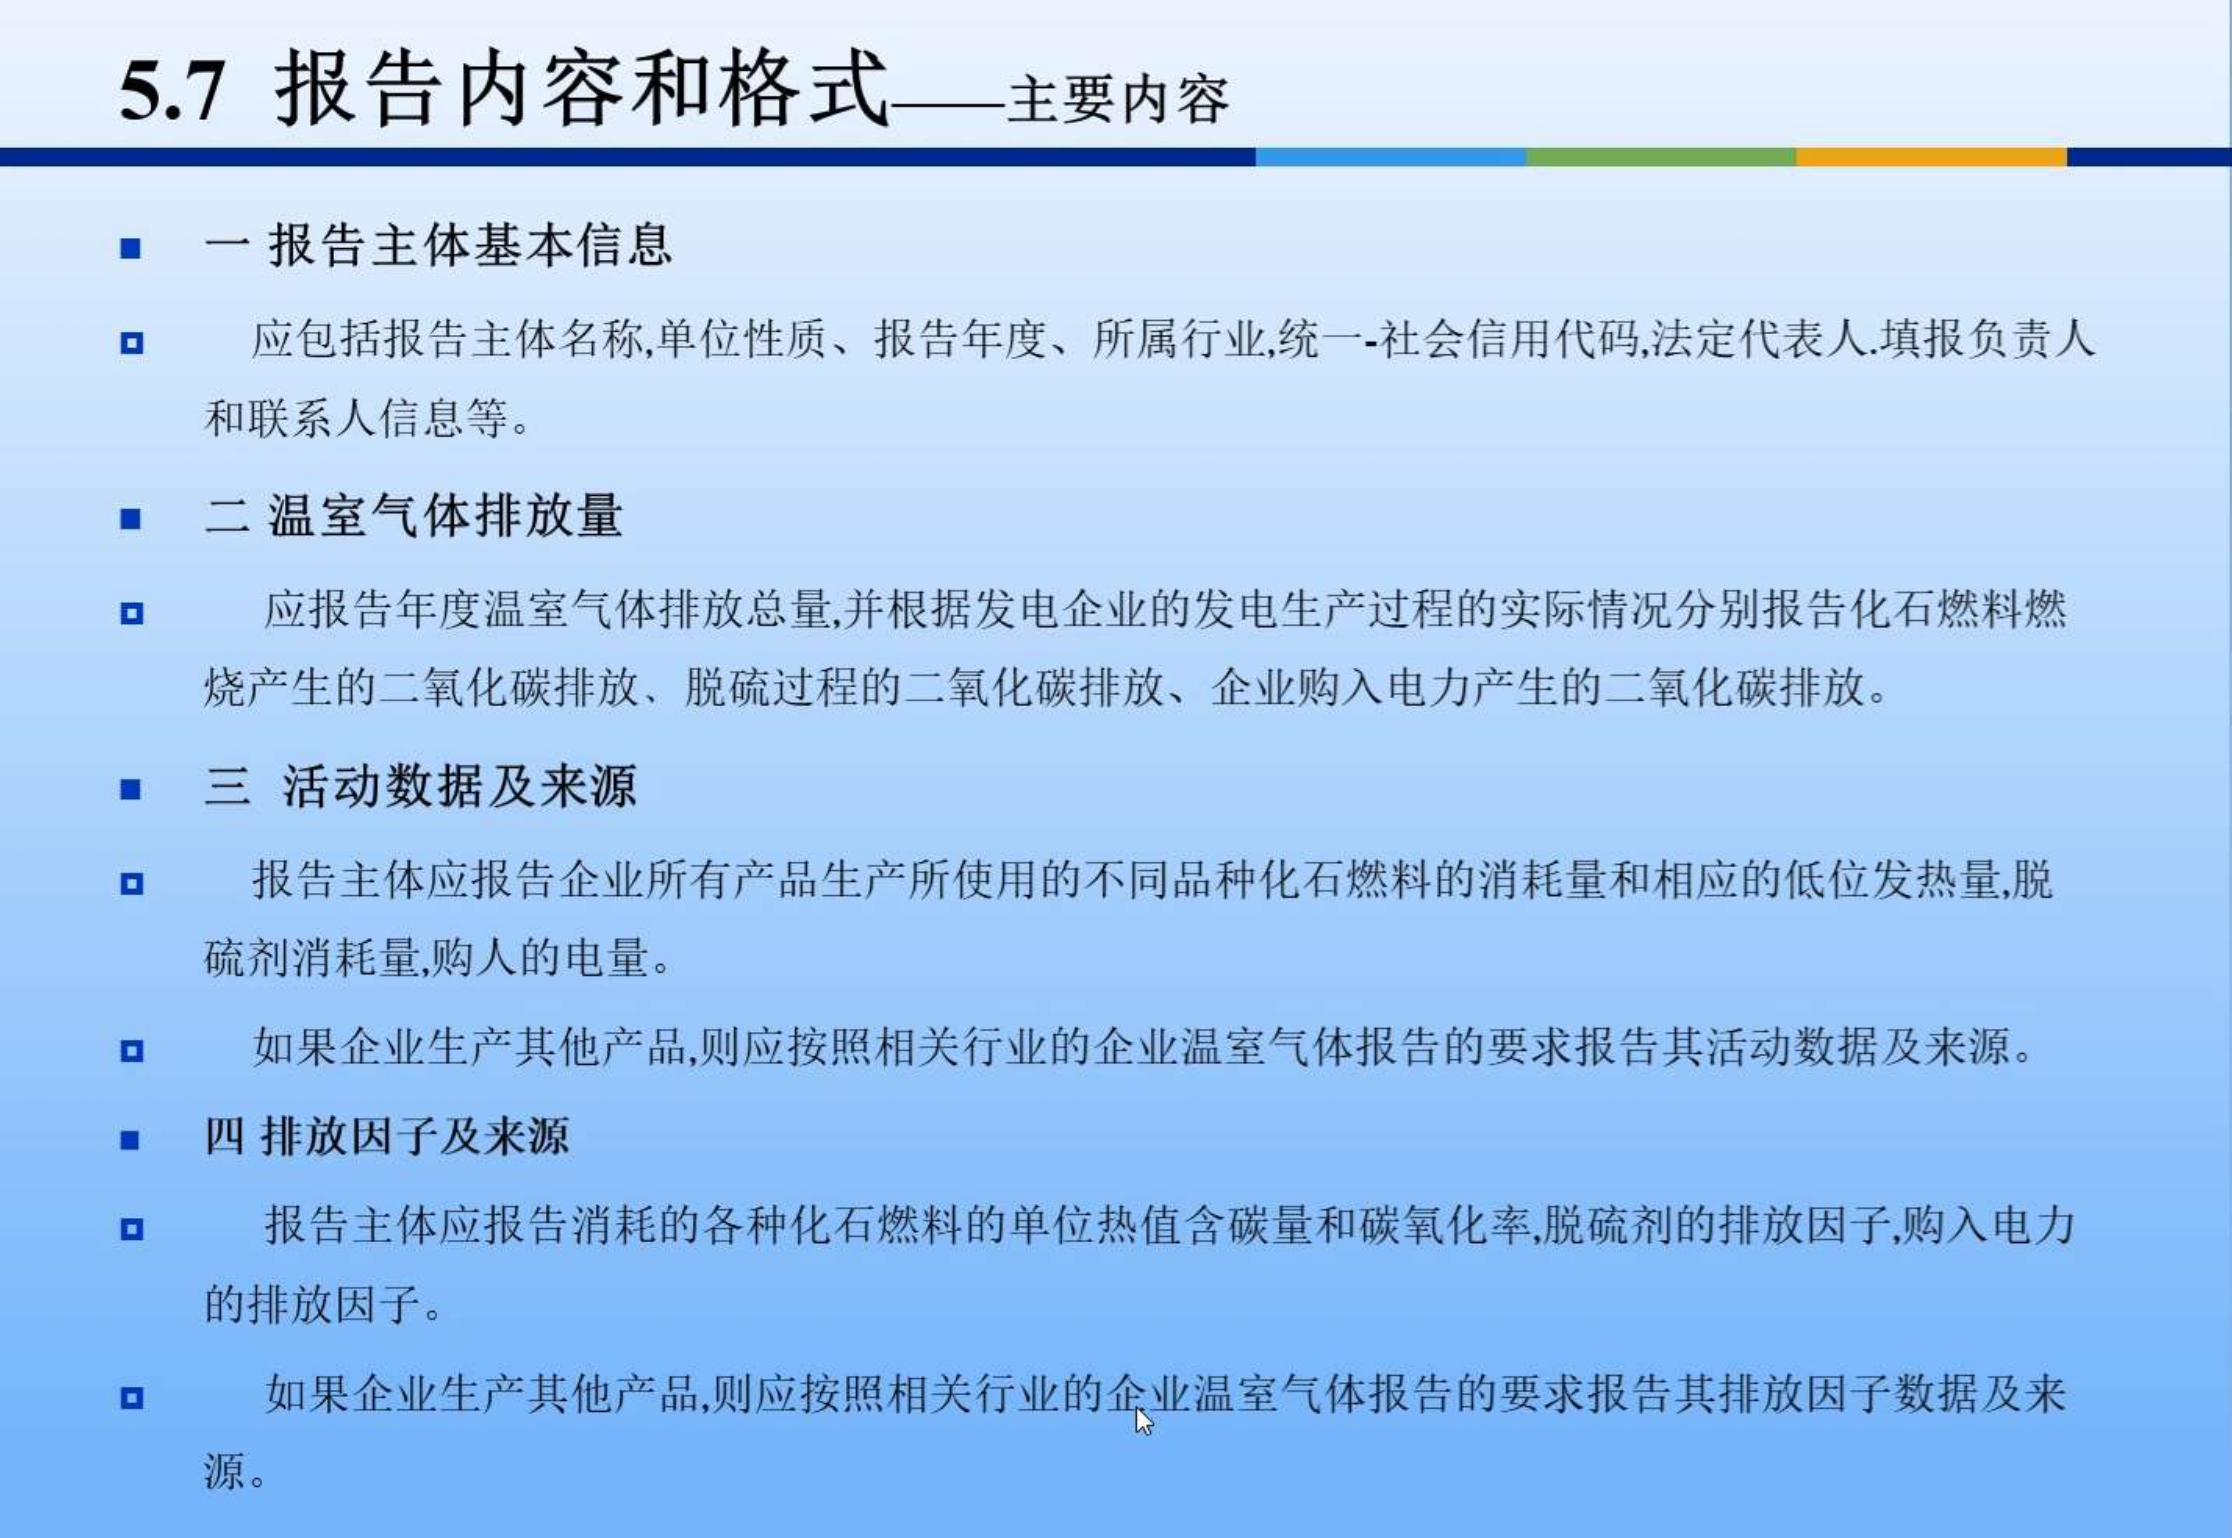 5.7 报告内容和格式——主要内容
一 报告主体基本信息
应包括报告主体名称,单位性质、报告年度、所属行业,统一-社会信用代码,法定代表人.填报负责人
和联系人信息等。
二 温室气体排放量
应报告年度温室气体排放总量,并根据发电企业的发电生产过程的实际情况分别报告化石燃料燃
烧产生的二氧化碳排放、脱硫过程的二氧化碳排放、企业购入电力产生的二氧化碳排放。
三 活动数据及来源
报告主体应报告企业所有产品生产所使用的不同品种化石燃料的消耗量和相应的低位发热量,脱
硫剂消耗量,购人的电量。
如果企业生产其他产品,则应按照相关行业的企业温室气体报告的要求报告其活动数据及来源。
四 排放因子及来源
报告主体应报告消耗的各种化石燃料的单位热值含碳量和碳氧化率,脱硫剂的排放因子,购入电力
的排放因子。
如果企业生产其他产品,则应按照相关行业的企业温室气体报告的要求报告其排放因子数据及来
源。